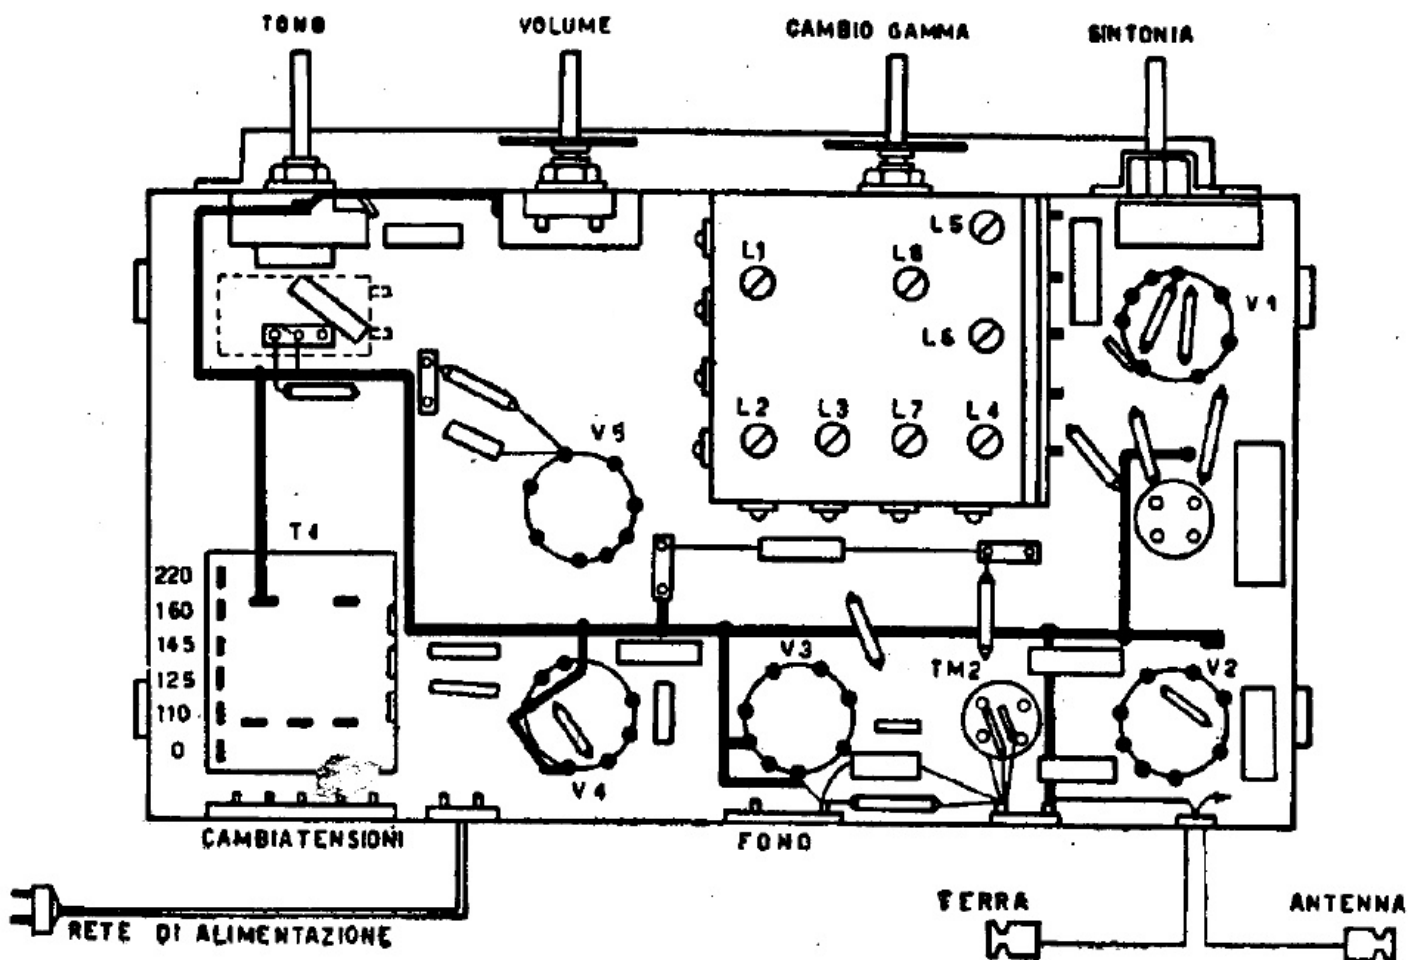 TONO
VOLUME
CAMBIO GAMMA
SINTONIA
L5
L1
L8
V1
L6
L2
L3
L7
L4
V5
T4
220
160
145
125
110
0
V3
TM2
V2
V4
CAMBIATENSIONI
FONO
RETE DI ALIMENTAZIONE
TERRA
ANTENNA